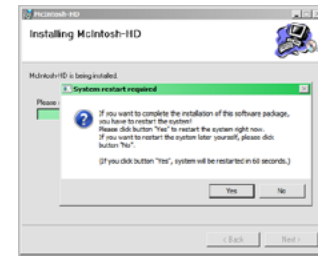 McIntosh-HD
Installing McIntosh-HD
McIntosh-HD is being installed.
Please
System restart required
If you want to complete the installation of this software package,
you have to restart the system!
Please click button "Yes" to restart the system right now.
If you want to restart the system later yourself, please click
button "No".
(If you click button "Yes", system will be restarted in 60 seconds.)
Yes
No
< Back
Next >